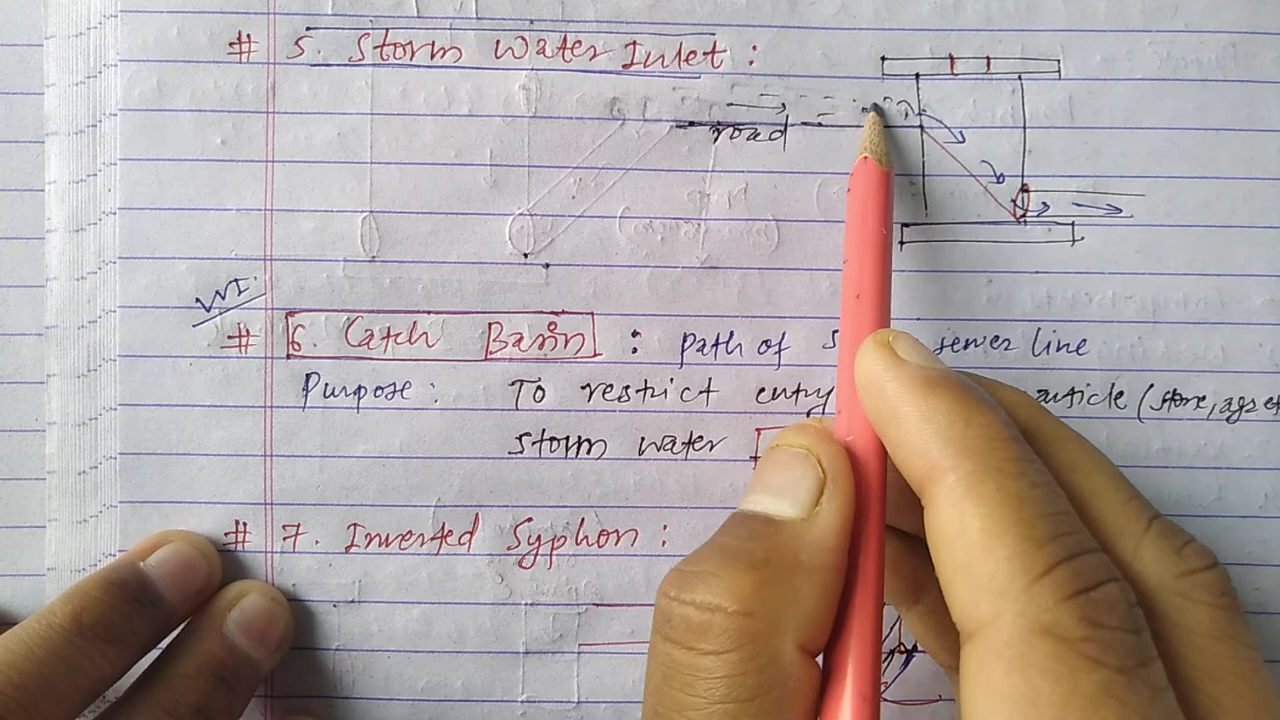 # 5. Storm Water Inlet :
road
WI.
# 6. Catch Basin : path of S sewer line
Purpose : To restrict entry
storm water
# 7. Inverted Syphon :